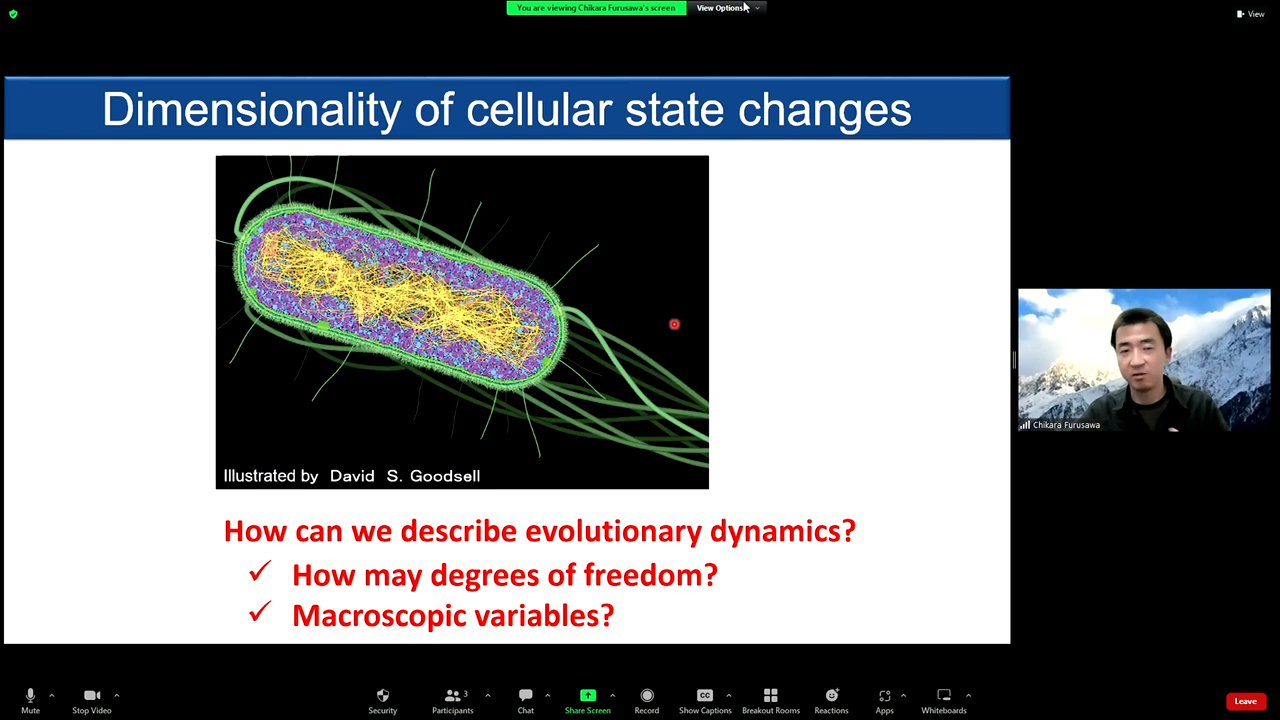 You are viewing Chikara Furusawa's screen
View Options
View
Dimensionality of cellular state changes
Illustrated by David S. Goodsell
How can we describe evolutionary dynamics?
✓ How may degrees of freedom?
✓ Macroscopic variables?
Chikara Furusawa
Mute
Stop Video
Security
3
Participants
Chat
Share Screen
Record
CC
Show Captions
Breakout Rooms
Reactions
Apps
Whiteboards
Leave